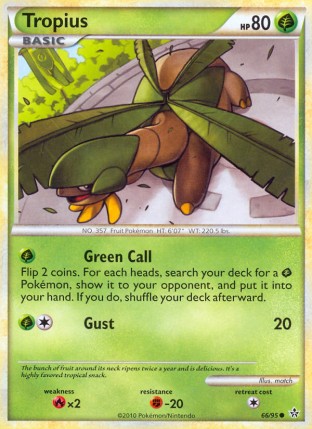 Tropius
HP 80
BASIC
NO. 357 Fruit Pokémon HT: 6'07" WT: 220.5 lbs.
Green Call
Flip 2 coins. For each heads, search your deck for a
Pokémon, show it to your opponent, and put it into
your hand. If you do, shuffle your deck afterward.
Gust 20
The bunch of fruit around its neck ripens twice a year and is delicious. It's a
highly favored tropical snack.
Illus. match
weakness resistance retreat cost
×2 -20
©2010 Pokémon/Nintendo 66/95